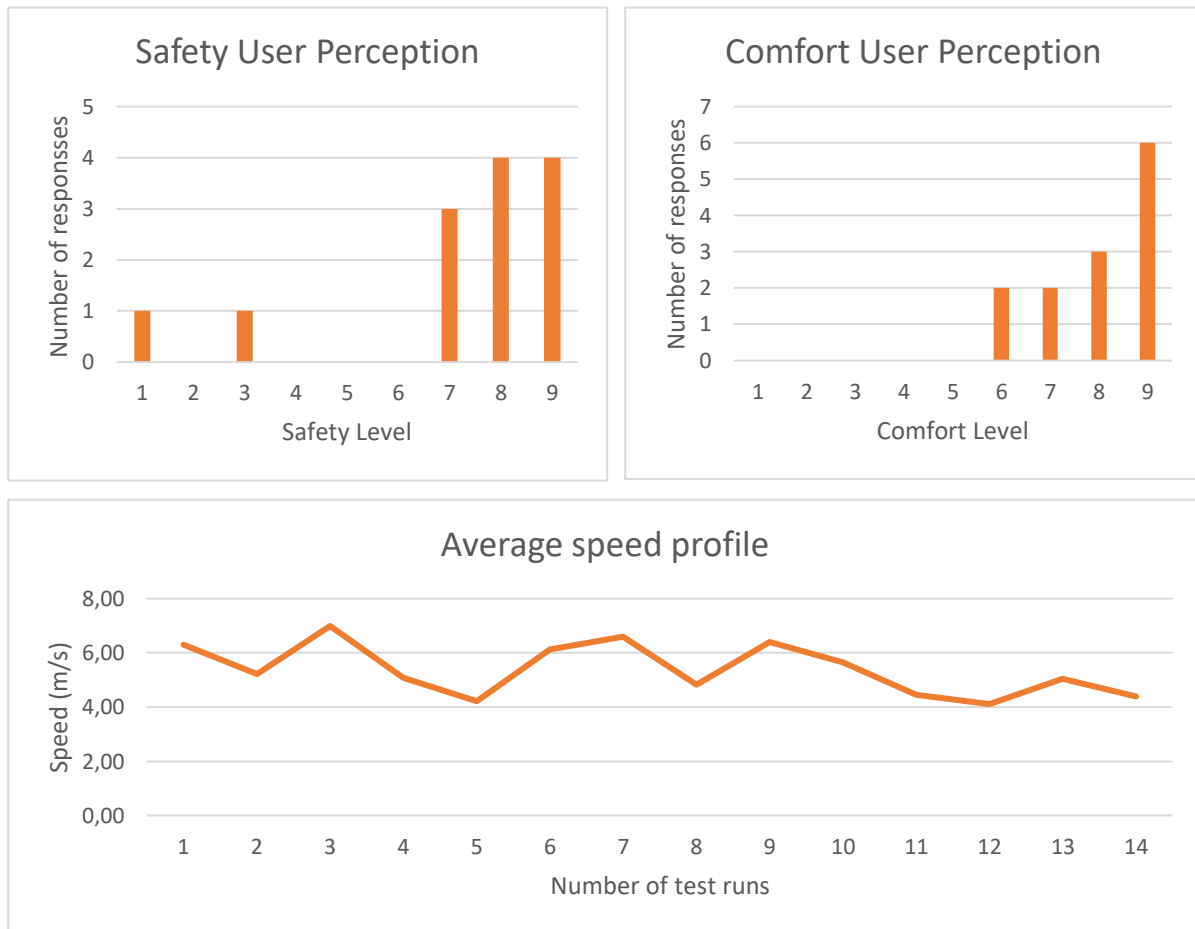 Safety User Perception
Number of responsses
5
4
3
2
1
0
1 2 3 4 5 6 7 8 9
Safety Level
Comfort User Perception
Number of responses
7
6
5
4
3
2
1
0
1 2 3 4 5 6 7 8 9
Comfort Level
Average speed profile
Speed (m/s)
8,00
6,00
4,00
2,00
0,00
1 2 3 4 5 6 7 8 9 10 11 12 13 14
Number of test runs